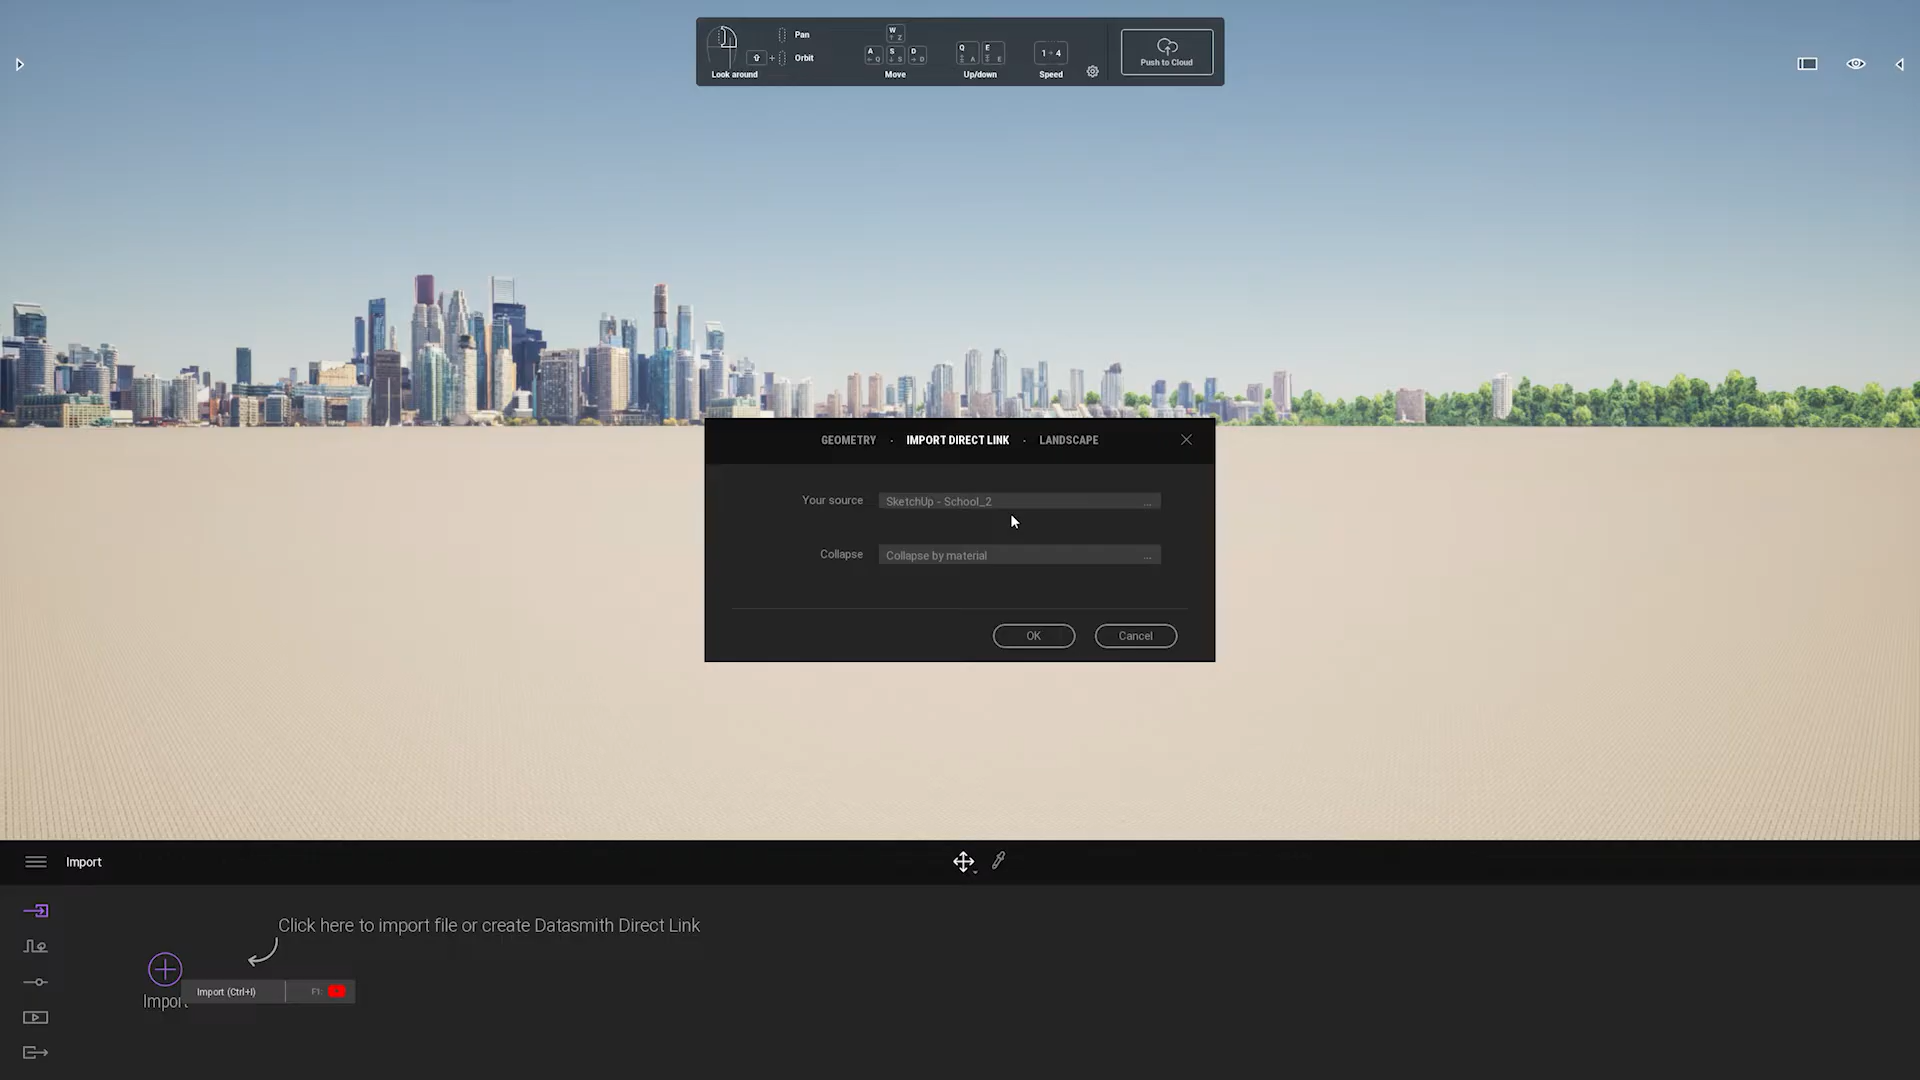 Pan
Orbit
Look around
W
↑ Z
A
← Q
S
↓ S
D
→ D
Move
Q
A
E
E
Up/down
1 - 4
Speed
Push to Cloud
GEOMETRY · IMPORT DIRECT LINK · LANDSCAPE
Your source SketchUp - School_2 ...
Collapse Collapse by material ...
OK Cancel
Import
Click here to import file or create Datasmith Direct Link
Import
Import (Ctrl+I) F1: